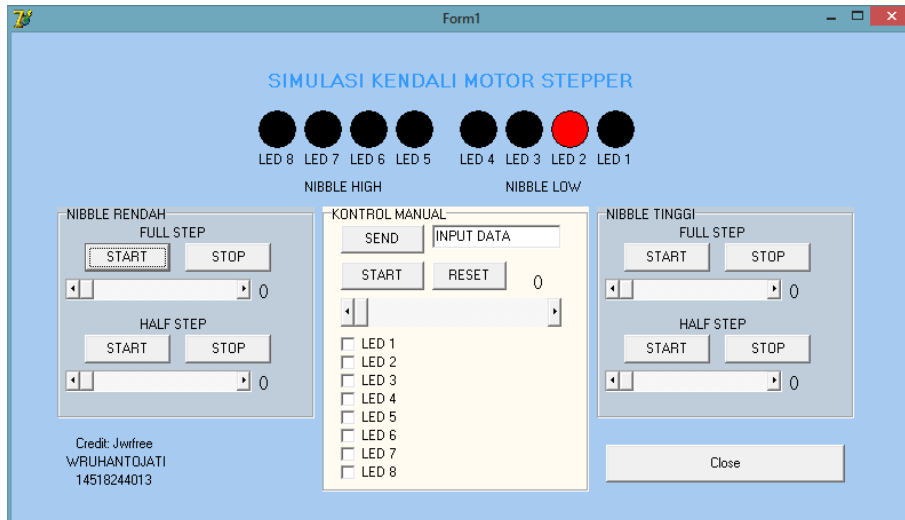 Form1
SIMULASI KENDALI MOTOR STEPPER
LED 8 LED 7 LED 6 LED 5 LED 4 LED 3 LED 2 LED 1
NIBBLE HIGH NIBBLE LOW
NIBBLE RENDAH
FULL STEP
START STOP
0
HALF STEP
START STOP
0
KONTROL MANUAL
SEND INPUT DATA
START RESET 0
LED 1
LED 2
LED 3
LED 4
LED 5
LED 6
LED 7
LED 8
NIBBLE TINGGI
FULL STEP
START STOP
0
HALF STEP
START STOP
0
Credit: Jwrfree
WRUHANTOJATI
14518244013
Close